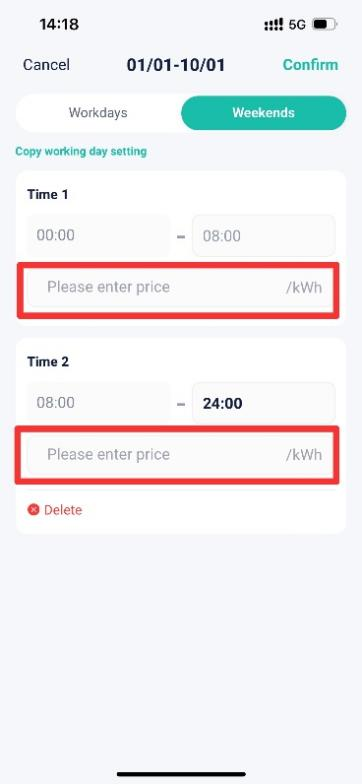 14:18 5G
Cancel 01/01-10/01 Confirm
Workdays Weekends
Copy working day setting
Time 1
00:00 – 08:00
Please enter price /kWh
Time 2
08:00 – 24:00
Please enter price /kWh
Delete